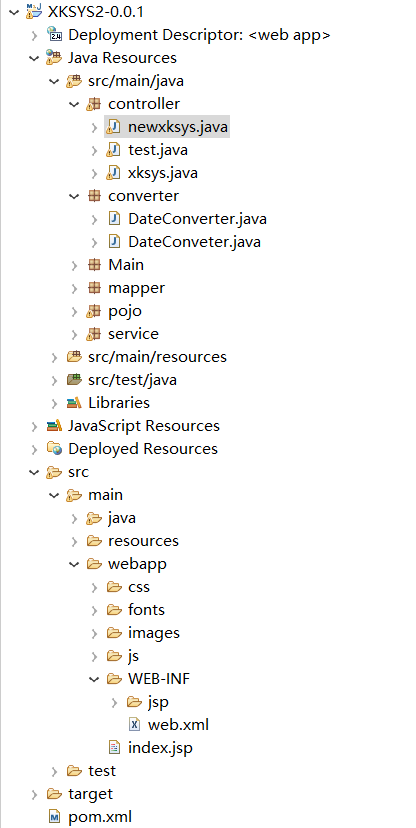 XKSYS2-0.0.1
Deployment Descriptor: <web app>
Java Resources
src/main/java
controller
newxksys.java
test.java
xksys.java
converter
DateConverter.java
DateConveter.java
Main
mapper
pojo
service
src/main/resources
src/test/java
Libraries
JavaScript Resources
Deployed Resources
src
main
java
resources
webapp
css
fonts
images
js
WEB-INF
jsp
web.xml
index.jsp
test
target
pom.xml